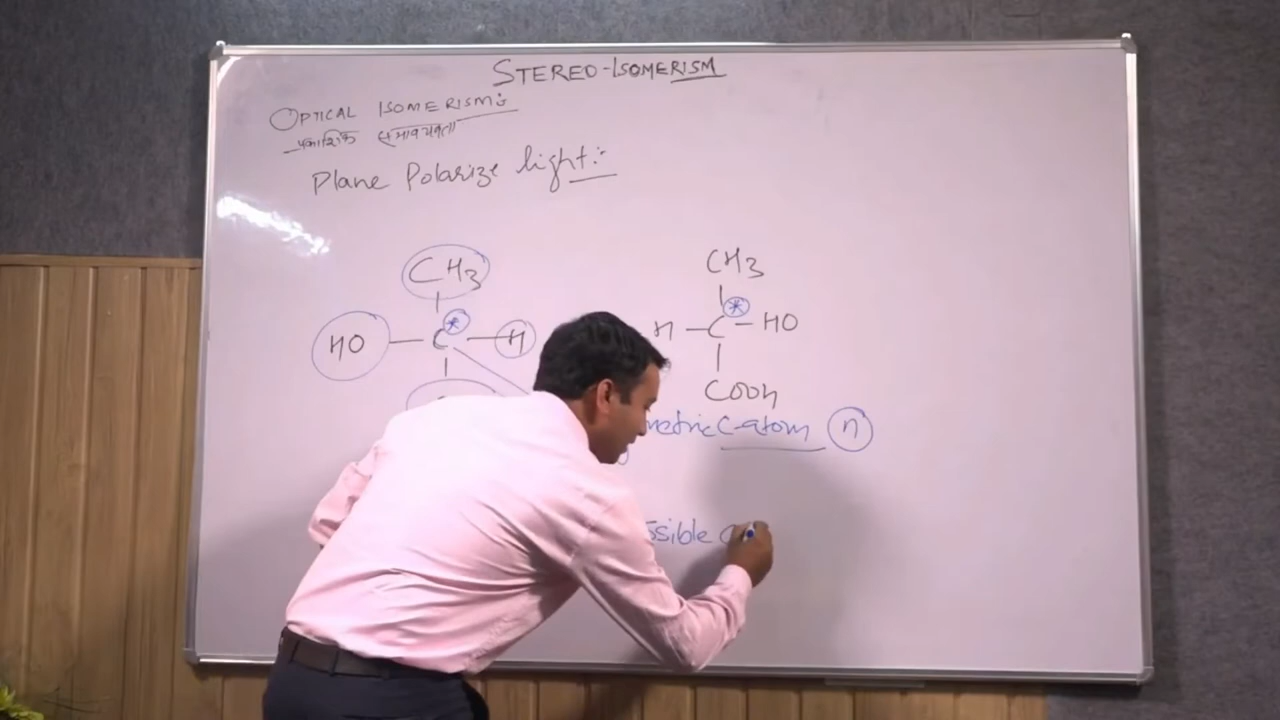 STEREO-ISOMERISM
OPTICAL ISOMERISM:
प्रकाशिक समावयवता
Plane Polarize light:-
CH3
HO C* H
CH3
H C* HO
COOH
metric C-atom n
ssible